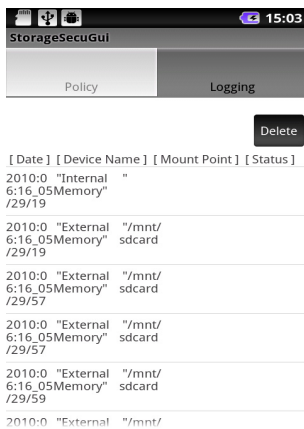 15:03
StorageSecuGui
Policy Logging
Delete
[ Date ] [ Device Name ] [ Mount Point ] [ Status ]
2010:0 "Internal "
6:16_05Memory"
/29/19
2010:0 "External "/mnt/
6:16_05Memory" sdcard
/29/19
2010:0 "External "/mnt/
6:16_05Memory" sdcard
/29/57
2010:0 "External "/mnt/
6:16_05Memory" sdcard
/29/57
2010:0 "External "/mnt/
6:16_05Memory" sdcard
/29/59
2010:0 "External "/mnt/